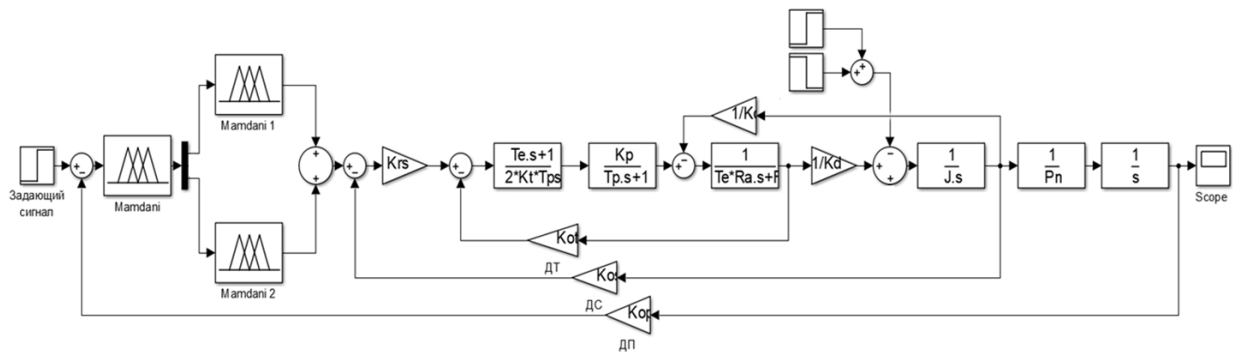 Задающий
сигнал
Mamdani
Mamdani 1
Mamdani 2
Krs
Te.s+1
2*Kt*Tps
Kp
Tp.s+1
1
Te*Ra.s+F
1/Kd
1
J.s
1
Pn
1
s
Scope
ДТ
ДС
Kop
ДП